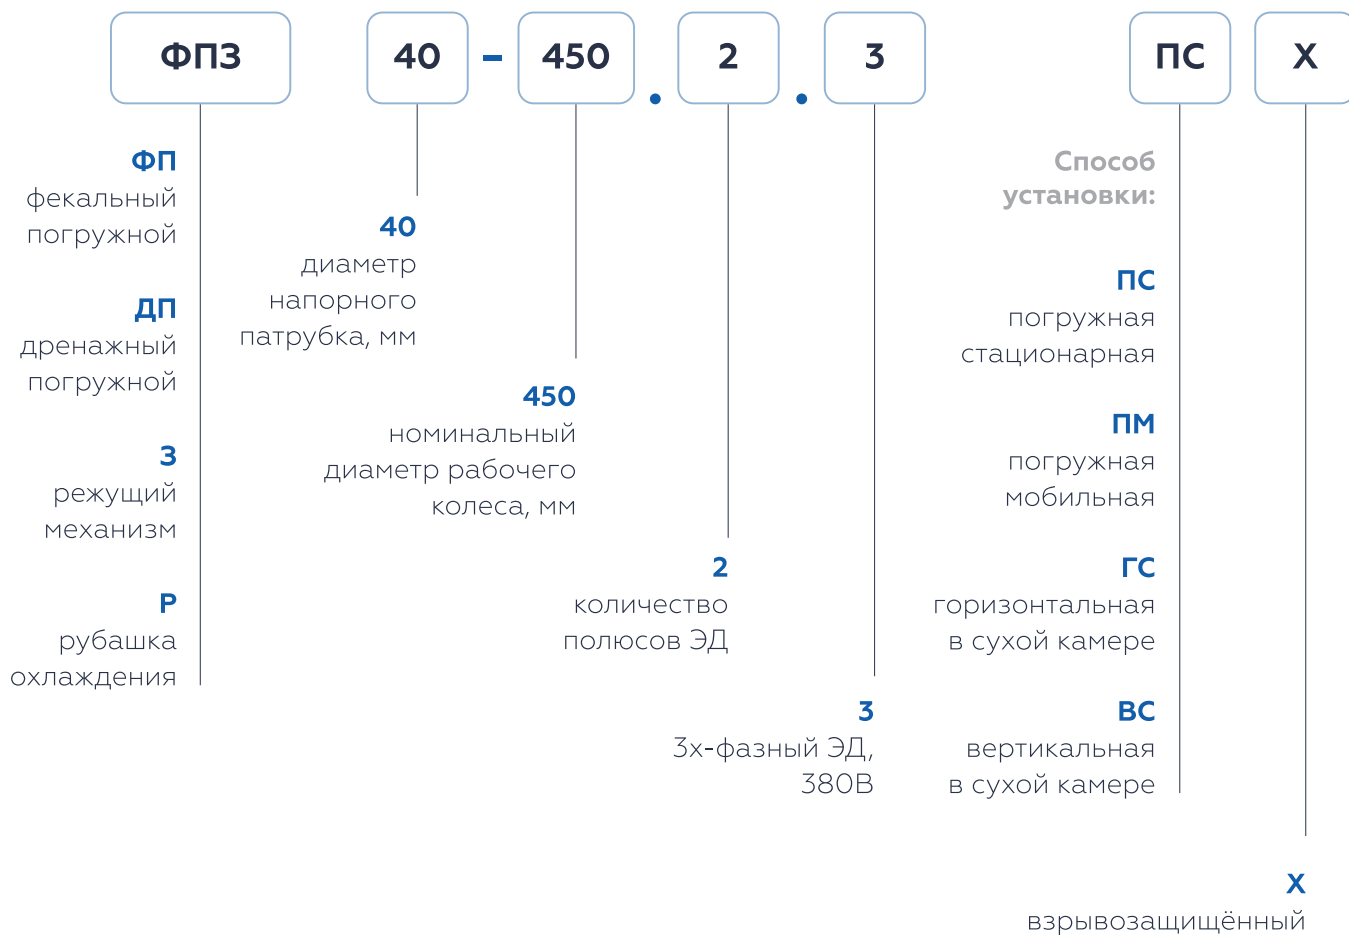 ФПЗ 40 – 450 . 2 . 3 ПС Х
ФП
фекальный
погружной
ДП
дренажный
погружной
З
режущий
механизм
Р
рубашка
охлаждения
40
диаметр
напорного
патрубка, мм
450
номинальный
диаметр рабочего
колеса, мм
2
количество
полюсов ЭД
3
3х-фазный ЭД,
380В
Способ
установки:
ПС
погружная
стационарная
ПМ
погружная
мобильная
ГС
горизонтальная
в сухой камере
ВС
вертикальная
в сухой камере
Х
взрывозащищённый